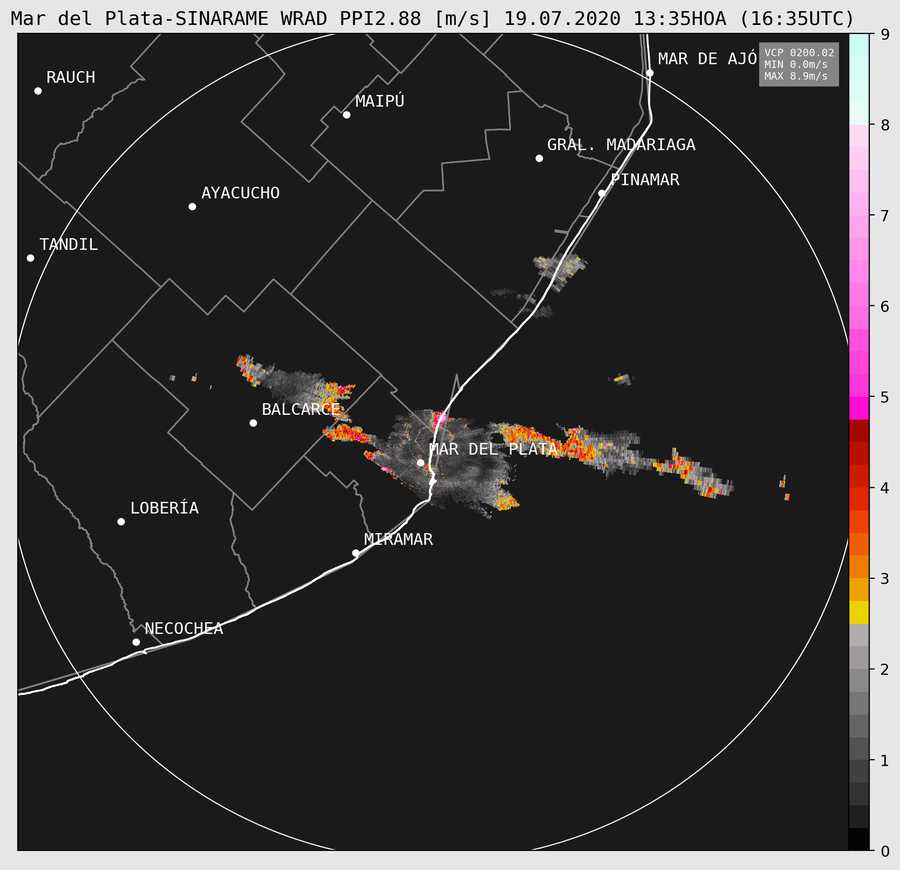 Mar del Plata-SINARAME WRAD PPI2.88 [m/s] 19.07.2020 13:35HOA (16:35UTC)
9
VCP 0200.02
MIN 0.0m/s
MAX 8.9m/s
MAR DE AJÓ
RAUCH
MAIPÚ
8
GRAL. MADARIAGA
PINAMAR
AYACUCHO
7
TANDIL
6
5
BALCARCE
MAR DEL PLATA
4
LOBERÍA
MIRAMAR
3
NECOCHEA
2
1
0